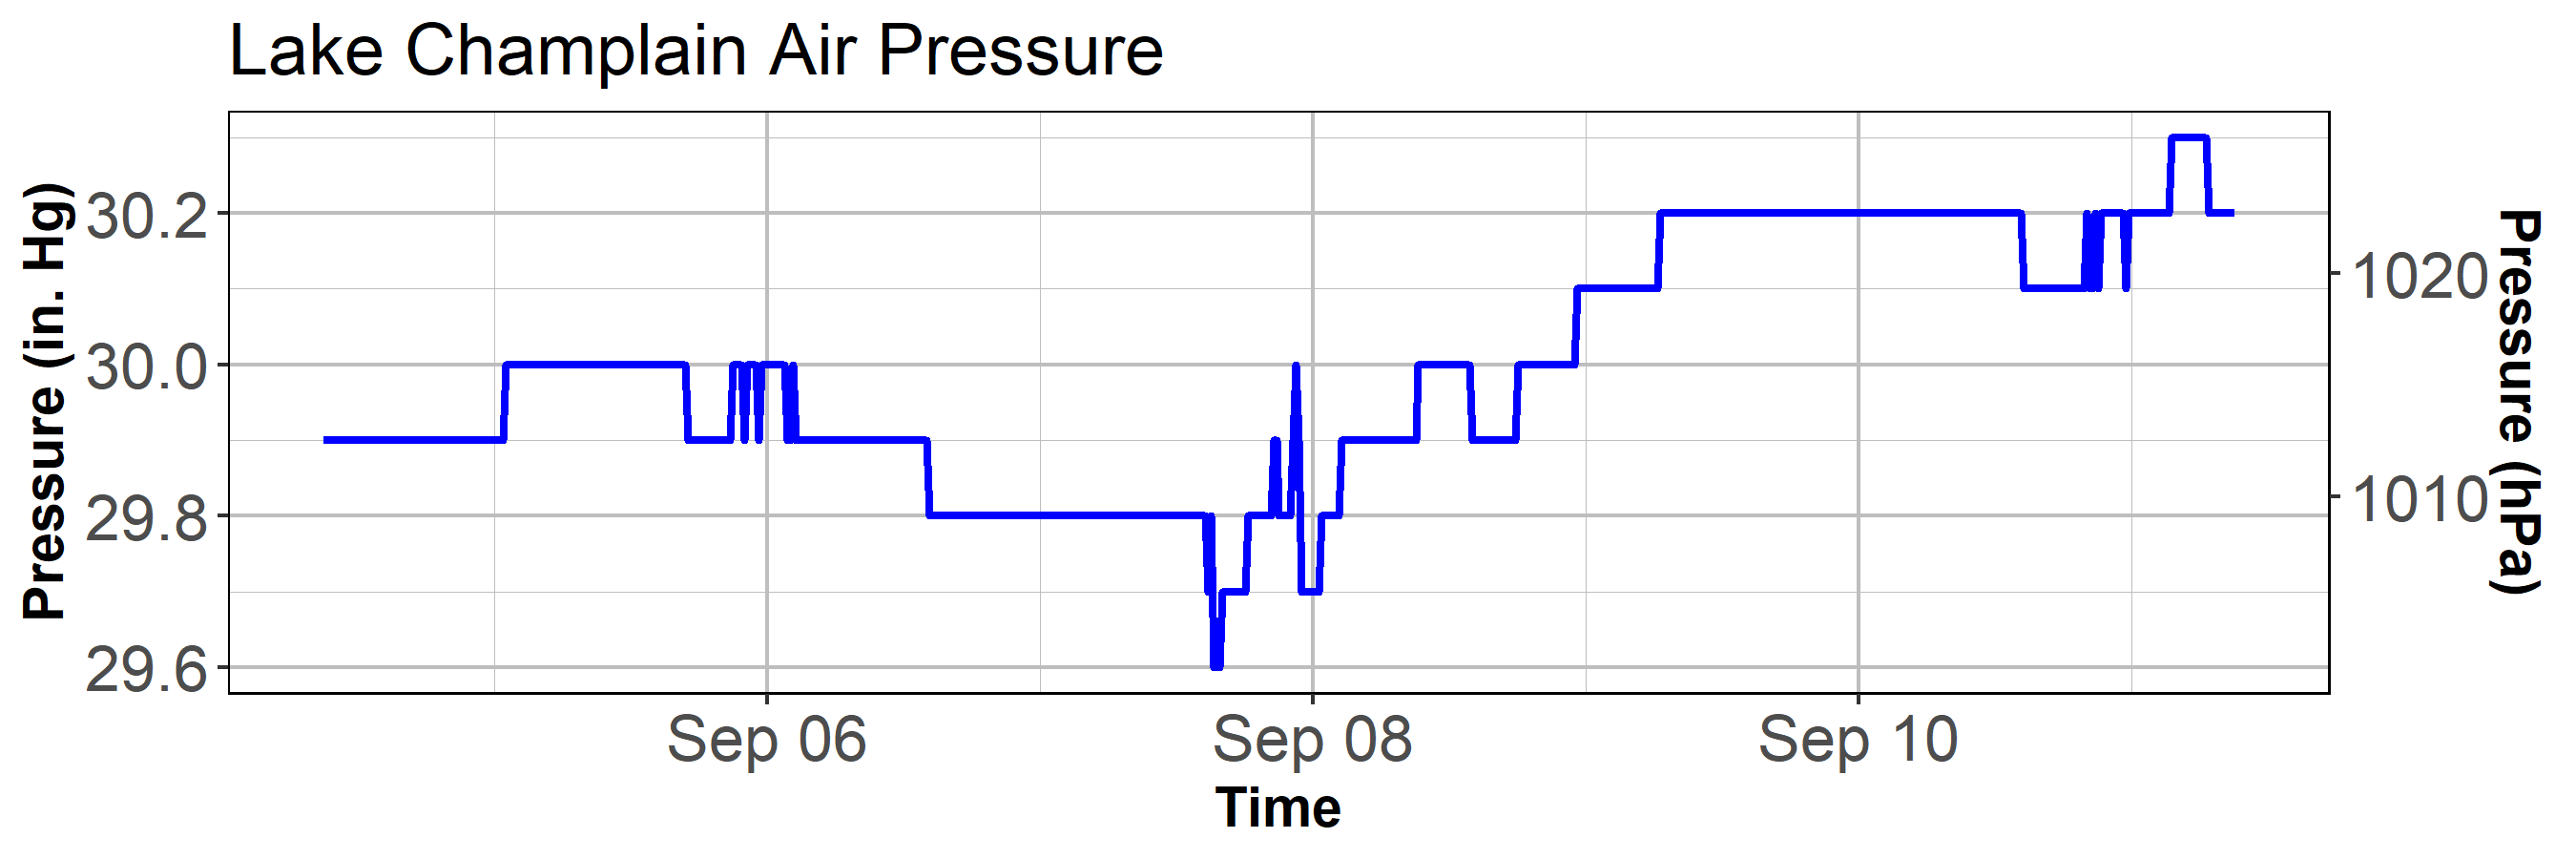 Lake Champlain Air Pressure
Pressure (in. Hg)
30.2
30.0
29.8
29.6
1020
1010
Pressure (hPa)
Sep 06
Sep 08
Sep 10
Time